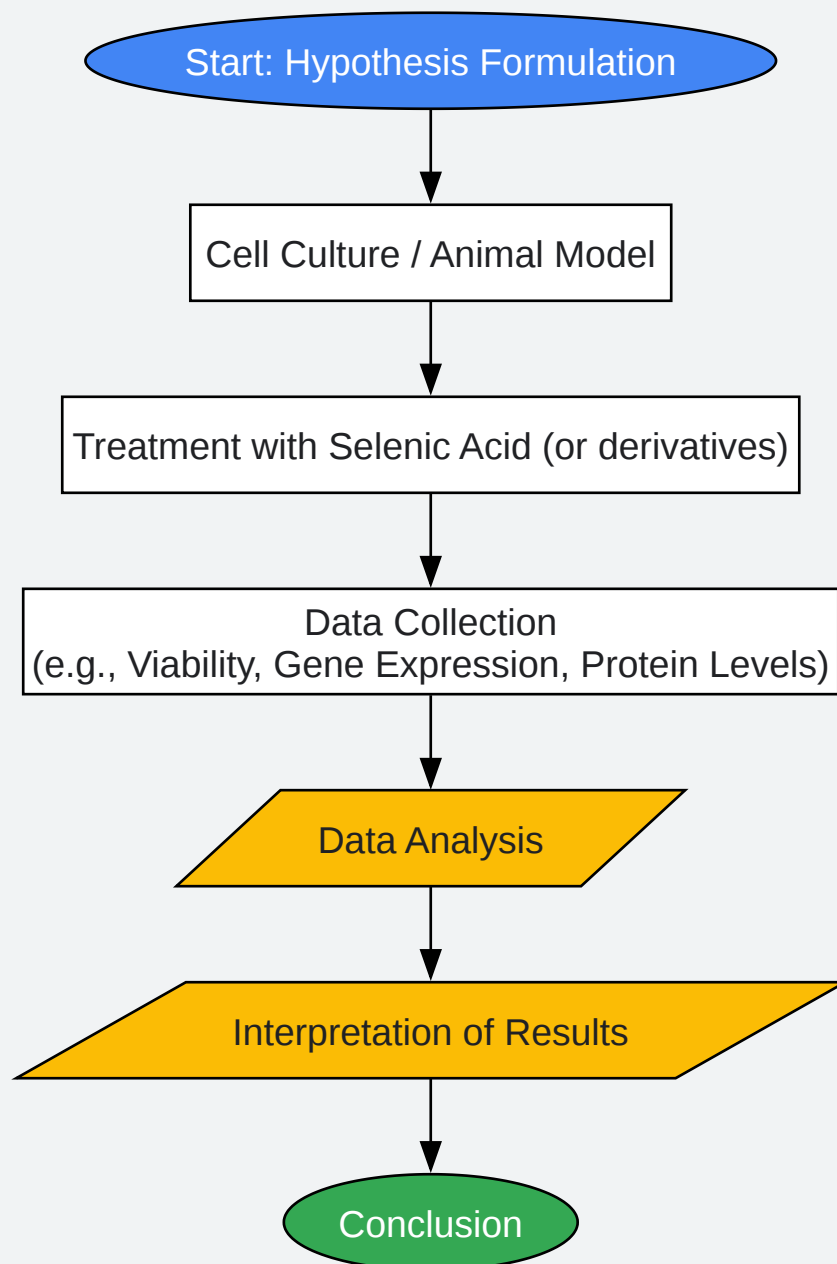 Start: Hypothesis Formulation
Cell Culture / Animal Model
Treatment with Selenic Acid (or derivatives)
Data Collection
(e.g., Viability, Gene Expression, Protein Levels)
Data Analysis
Interpretation of Results
Conclusion